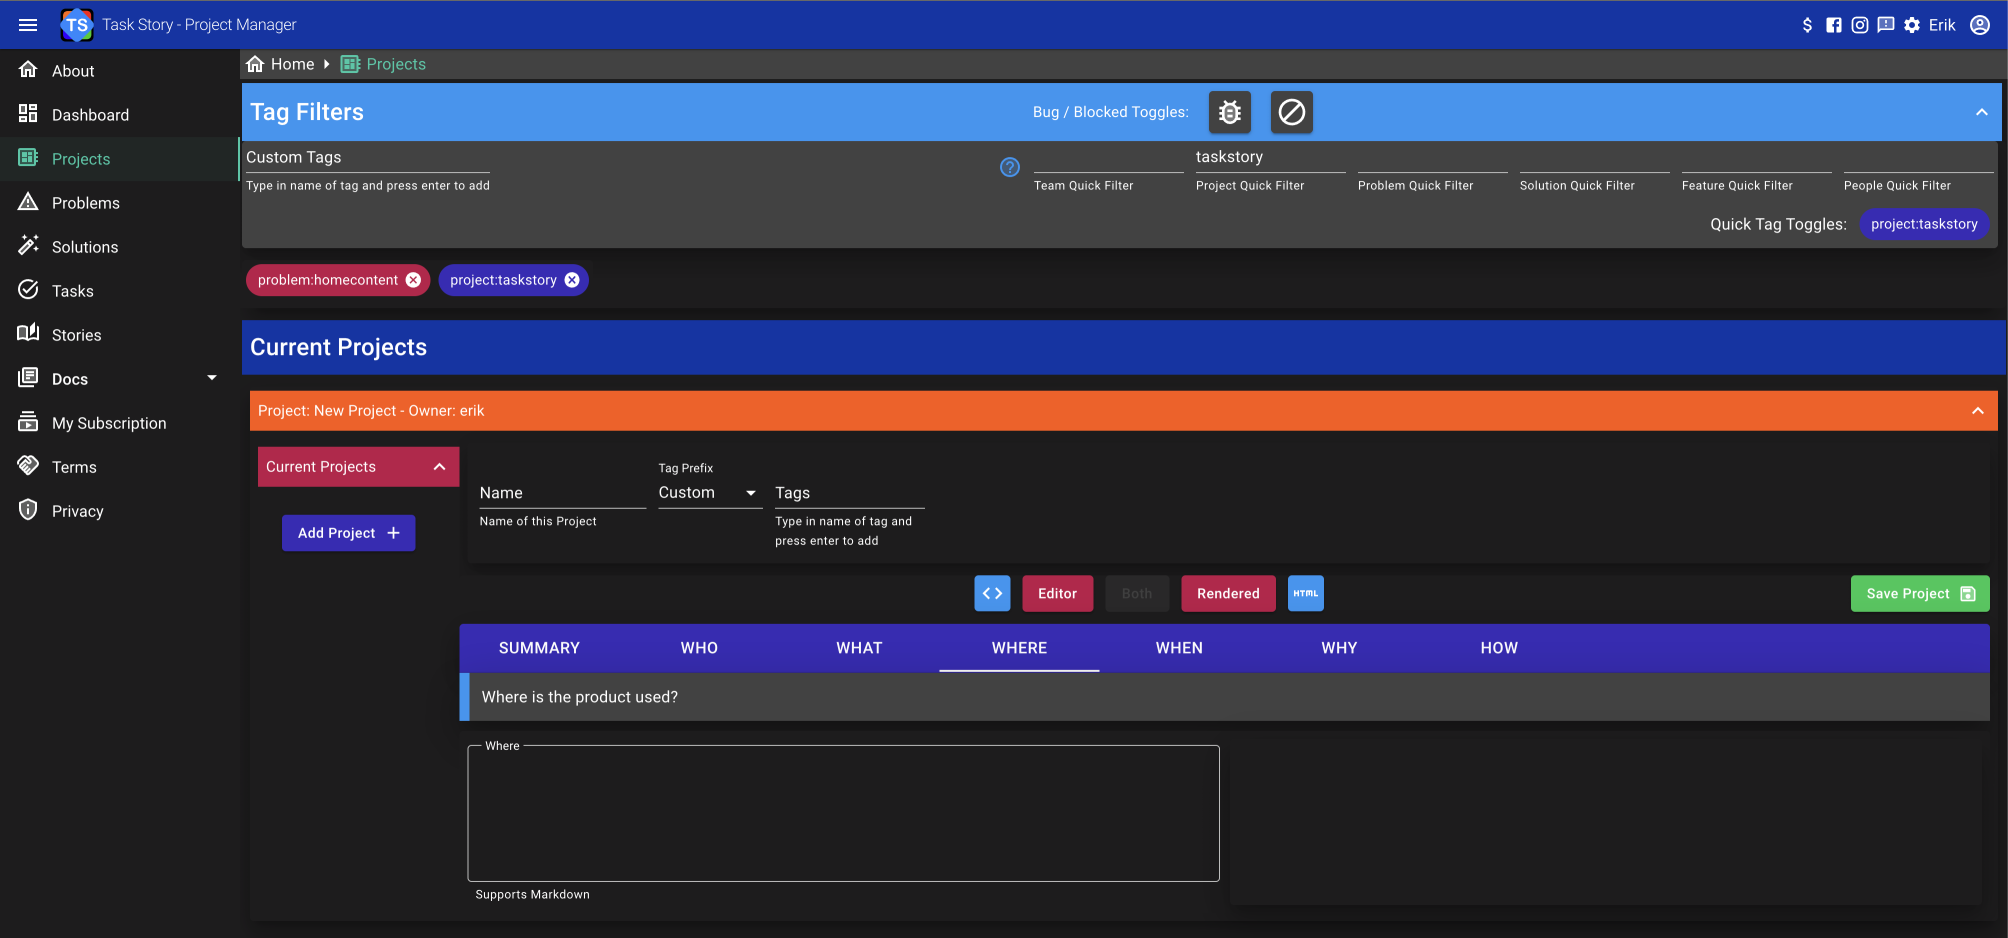 TS Task Story - Project Manager
$ Erik
About
Dashboard
Projects
Problems
Solutions
Tasks
Stories
Docs
My Subscription
Terms
Privacy
Home Projects
Tag Filters
Bug / Blocked Toggles:
Custom Tags
Type in name of tag and press enter to add
?
Team Quick Filter
taskstory
Project Quick Filter
Problem Quick Filter
Solution Quick Filter
Feature Quick Filter
People Quick Filter
Quick Tag Toggles: project:taskstory
problem:homecontent project:taskstory
Current Projects
Project: New Project - Owner: erik
Current Projects
Add Project +
Name
Name of this Project
Tag Prefix
Custom
Tags
Type in name of tag and
press enter to add
<> Editor Both Rendered HTML Save Project
SUMMARY WHO WHAT WHERE WHEN WHY HOW
Where is the product used?
Where
Supports Markdown